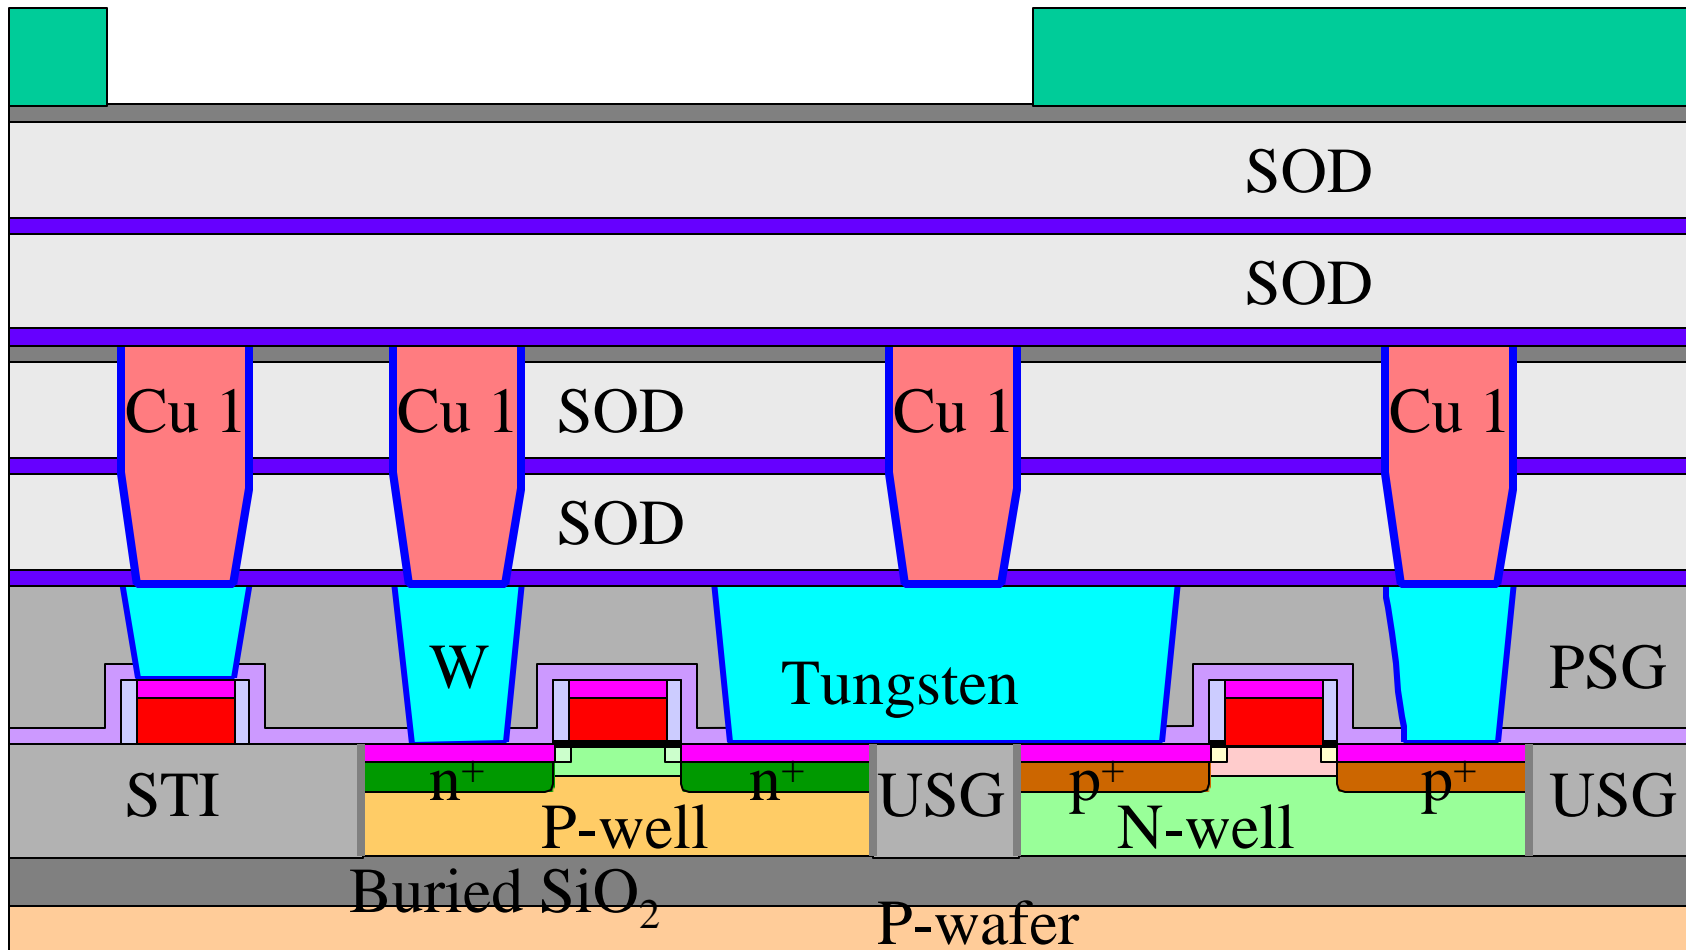 SOD
SOD
Cu 1
Cu 1
SOD
Cu 1
Cu 1
SOD
W
Tungsten
PSG
STI
n⁺
n⁺
USG
p⁺
p⁺
USG
P-well
N-well
Buried SiO₂
P-wafer